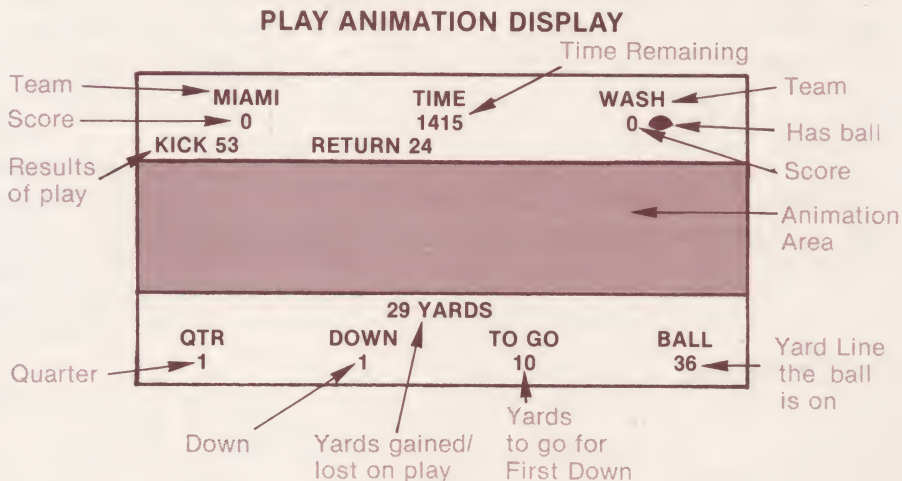 PLAY ANIMATION DISPLAY
Time Remaining
Team
MIAMI
TIME
WASH
Team
Score
0
1415
0
Has ball
KICK 53
RETURN 24
Score
Results
of play
Animation
Area
29 YARDS
QTR
DOWN
TO GO
BALL
1
1
10
36
Quarter
Yard Line
the ball
is on
Down
Yards gained/
lost on play
Yards
to go for
First Down